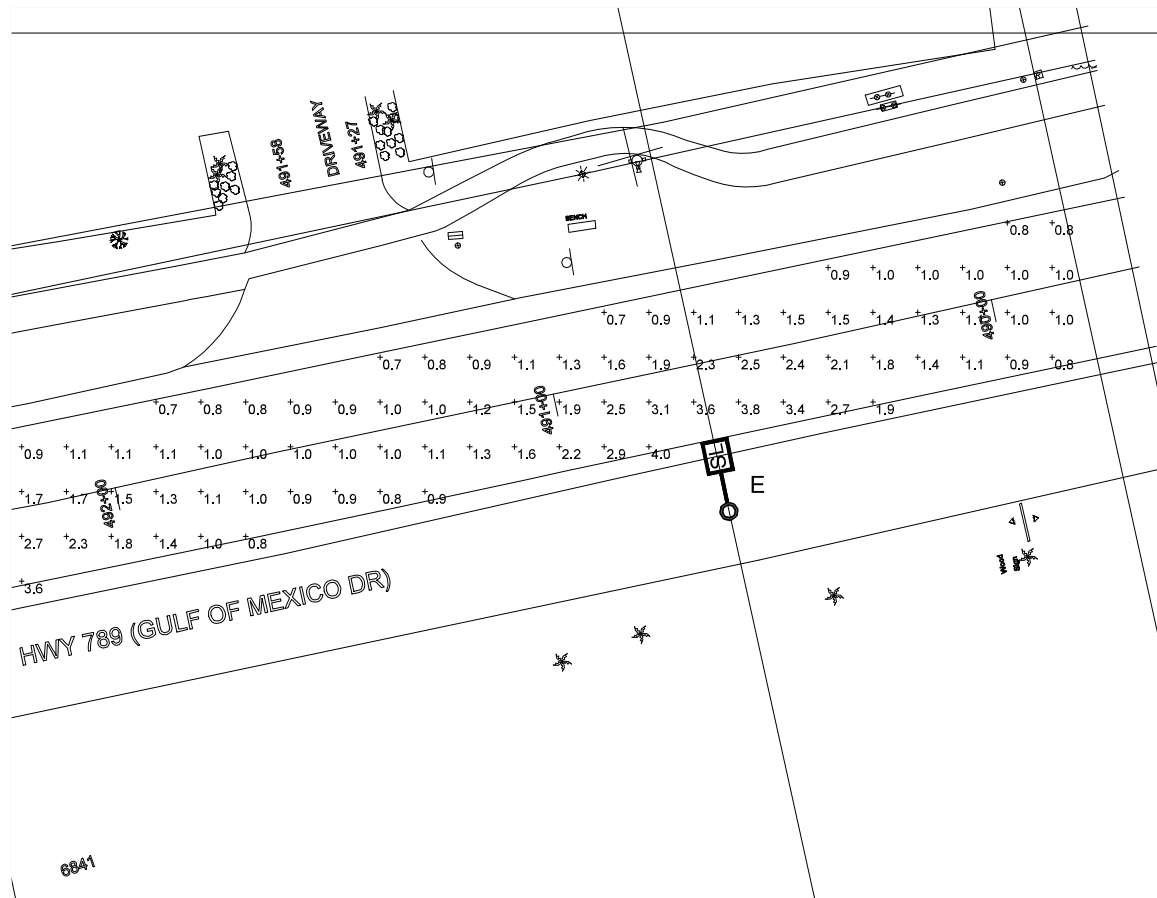 491+58
DRIVEWAY
491+27
BENCH
0.8 0.8
0.9 1.0 1.0 1.0 1.0 1.0
490+00
0.7 0.9 1.1 1.3 1.5 1.5 1.4 1.3 1.1 1.0 1.0
0.7 0.8 0.9 1.1 1.3 1.6 1.9 2.3 2.5 2.4 2.1 1.8 1.4 1.1 0.9 0.8
491+00
0.7 0.8 0.8 0.9 0.9 1.0 1.0 1.2 1.5 1.9 2.5 3.1 3.6 3.8 3.4 2.7 1.9
0.9 1.1 1.1 1.1 1.0 1.0 1.0 1.0 1.0 1.1 1.3 1.6 2.2 2.9 4.0
SL
E
492+00
1.7 1.7 1.5 1.3 1.1 1.0 0.9 0.9 0.8 0.9
2.7 2.3 1.8 1.4 1.0 0.8
3.6
Wood
Sign
HWY 789 (GULF OF MEXICO DR)
6841